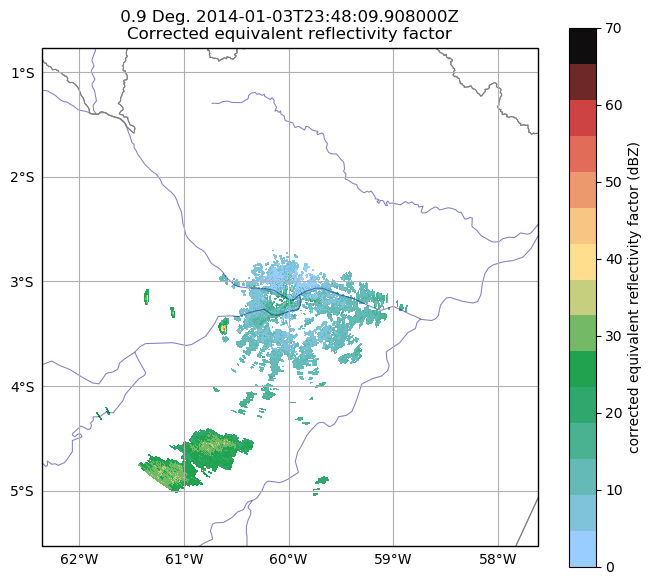 0.9 Deg. 2014-01-03T23:48:09.908000Z
Corrected equivalent reflectivity factor
1°S
2°S
3°S
4°S
5°S
62°W 61°W 60°W 59°W 58°W
70
60
50
40
30
20
10
0
corrected equivalent reflectivity factor (dBZ)